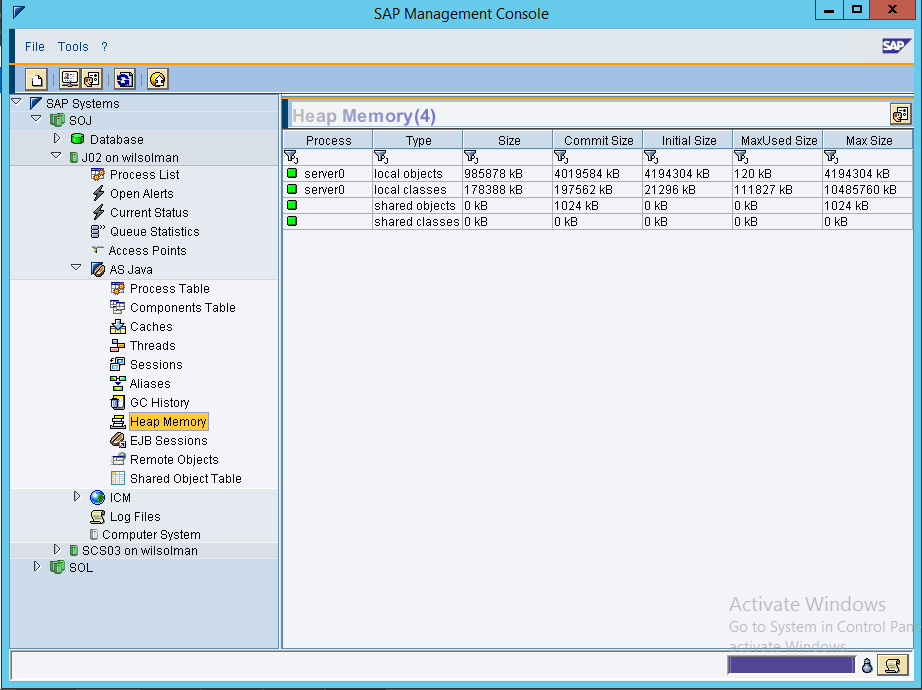 SAP Management Console
File Tools ?
SAP
SAP Systems
SOJ
Database
J02 on wilsolman
Process List
Open Alerts
Current Status
Queue Statistics
Access Points
AS Java
Process Table
Components Table
Caches
Threads
Sessions
Aliases
GC History
Heap Memory
EJB Sessions
Remote Objects
Shared Object Table
ICM
Log Files
Computer System
SCS03 on wilsolman
SOL
Heap Memory(4)
Process Type Size Commit Size Initial Size MaxUsed Size Max Size
server0 local objects 985878 kB 4019584 kB 4194304 kB 120 kB 4194304 kB
server0 local classes 178388 kB 197562 kB 21296 kB 111827 kB 10485760 kB
shared objects 0 kB 1024 kB 0 kB 0 kB 1024 kB
shared classes 0 kB 0 kB 0 kB 0 kB 0 kB
Activate Windows
Go to System in Control Pan
activate Windows.